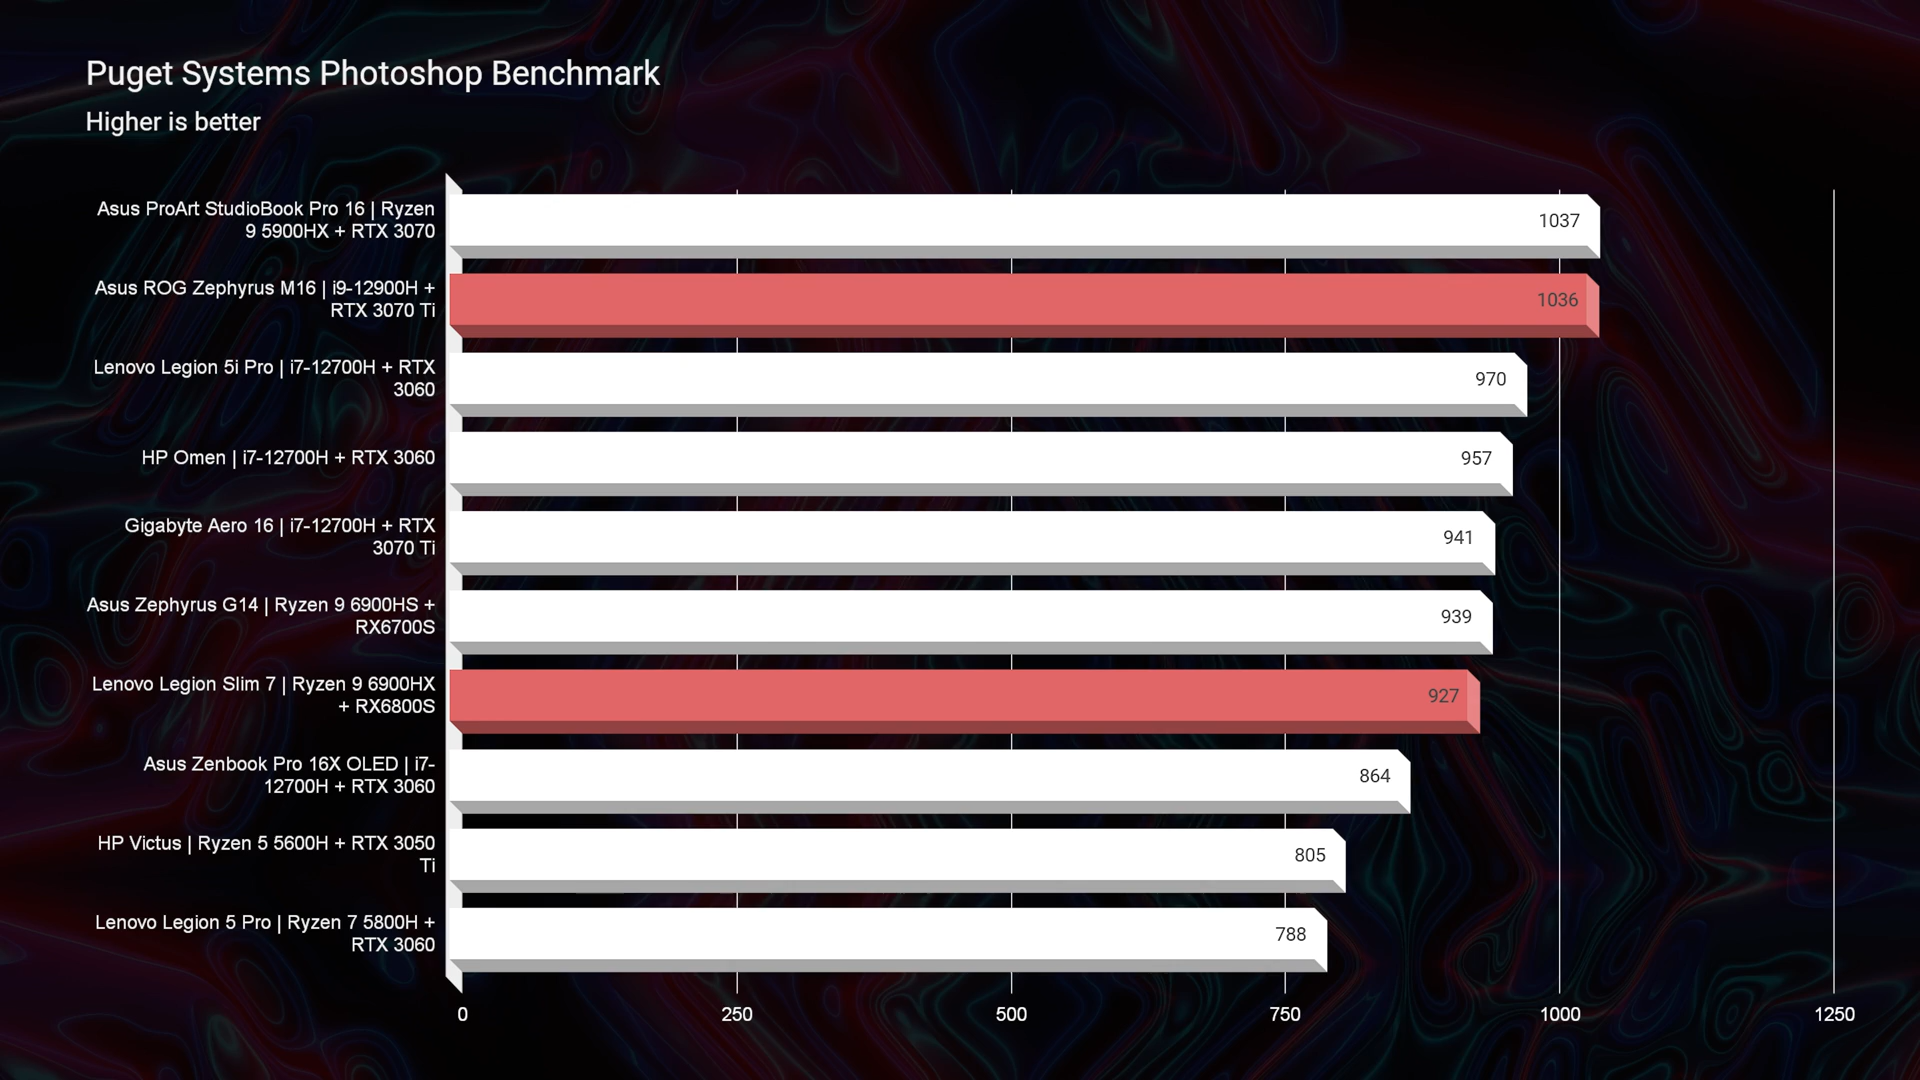 Puget Systems Photoshop Benchmark
Higher is better
Asus ProArt StudioBook Pro 16 | Ryzen
9 5900HX + RTX 3070
1037
Asus ROG Zephyrus M16 | i9-12900H +
RTX 3070 Ti
1036
Lenovo Legion 5i Pro | i7-12700H + RTX
3060
970
HP Omen | i7-12700H + RTX 3060
957
Gigabyte Aero 16 | i7-12700H + RTX
3070 Ti
941
Asus Zephyrus G14 | Ryzen 9 6900HS +
RX6700S
939
Lenovo Legion Slim 7 | Ryzen 9 6900HX
+ RX6800S
927
Asus Zenbook Pro 16X OLED | i7-
12700H + RTX 3060
864
HP Victus | Ryzen 5 5600H + RTX 3050
Ti
805
Lenovo Legion 5 Pro | Ryzen 7 5800H +
RTX 3060
788
0 250 500 750 1000 1250